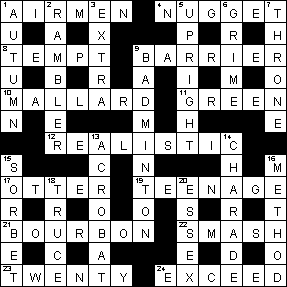 1 A I 2 R M 3 E N 4 N 5 U G 6 G E 7 T
U A X P R H
8 T E M P T 9 B A R R I E R
U B R A I M O
10 M A L L A R D 11 G R E E N
N E M H E
12 R E 13 A L I S T I 14 C
15 S C N H 16 M
17 O T 18 T E R 19 T E 20 E N A G E
R R O O S R T
21 B O U R B O N 22 S M A S H
E C A E D O
23 T W E N T Y 24 E X C E E D